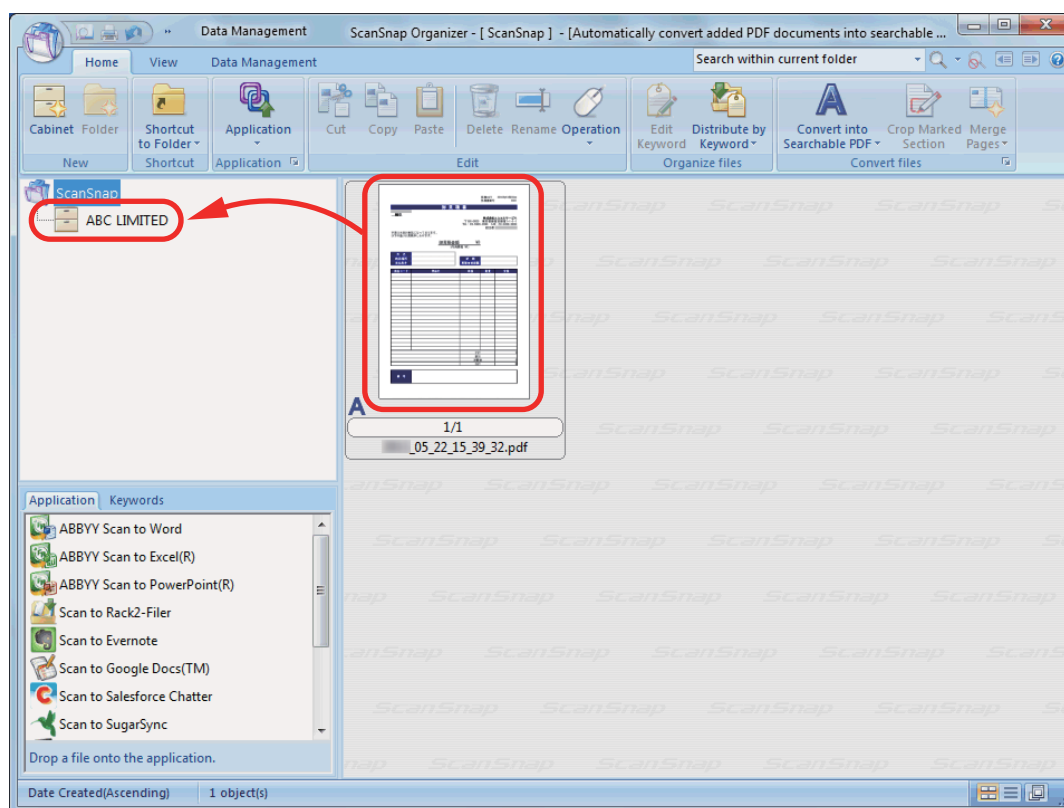 Data Management
ScanSnap Organizer - [ ScanSnap ] - [Automatically convert added PDF documents into searchable ...
Home View Data Management
Search within current folder
Cabinet Folder Shortcut to Folder Application Cut Copy Paste Delete Rename Operation Edit Keyword Distribute by Keyword Convert into Searchable PDF Crop Marked Section Merge Pages
New Shortcut Application Edit Organize files Convert files
ScanSnap
ABC LIMITED
A
1/1
_05_22_15_39_32.pdf
Application Keywords
ABBYY Scan to Word
ABBYY Scan to Excel(R)
ABBYY Scan to PowerPoint(R)
Scan to Rack2-Filer
Scan to Evernote
Scan to Google Docs(TM)
Scan to Salesforce Chatter
Scan to SugarSync
Drop a file onto the application.
Date Created(Ascending) 1 object(s)